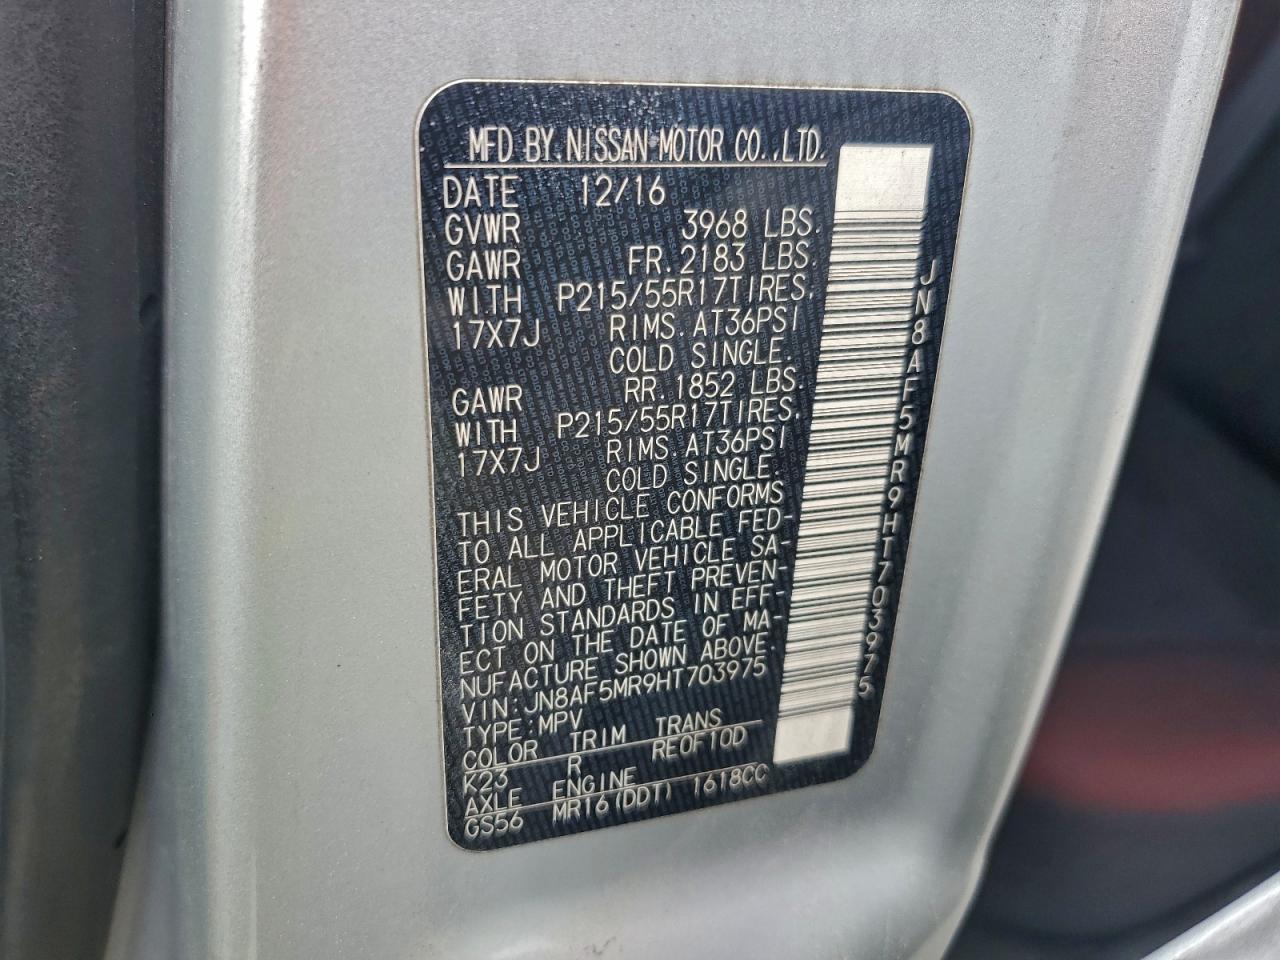 MFD BY NISSAN MOTOR CO.,LTD.
DATE 12/16
GVWR 3968 LBS.
GAWR FR. 2183 LBS.
WITH P215/55R17TIRES.
17X7J RIMS. AT36PSI
COLD SINGLE.
GAWR RR. 1852 LBS.
WITH P215/55R17TIRES.
17X7J RIMS. AT36PSI
COLD SINGLE.
THIS VEHICLE CONFORMS
TO ALL APPLICABLE FED-
ERAL MOTOR VEHICLE SA-
FETY AND THEFT PREVEN-
TION STANDARDS IN EFF-
ECT ON THE DATE OF MA-
NUFACTURE SHOWN ABOVE.
VIN:JN8AF5MR9HT703975
TYPE:MPV
COLOR TRIM TRANS
K23 R RE0F10D
AXLE ENGINE
GS56 MR16(DDT) 1618CC
JN8AF5MR9HT703975